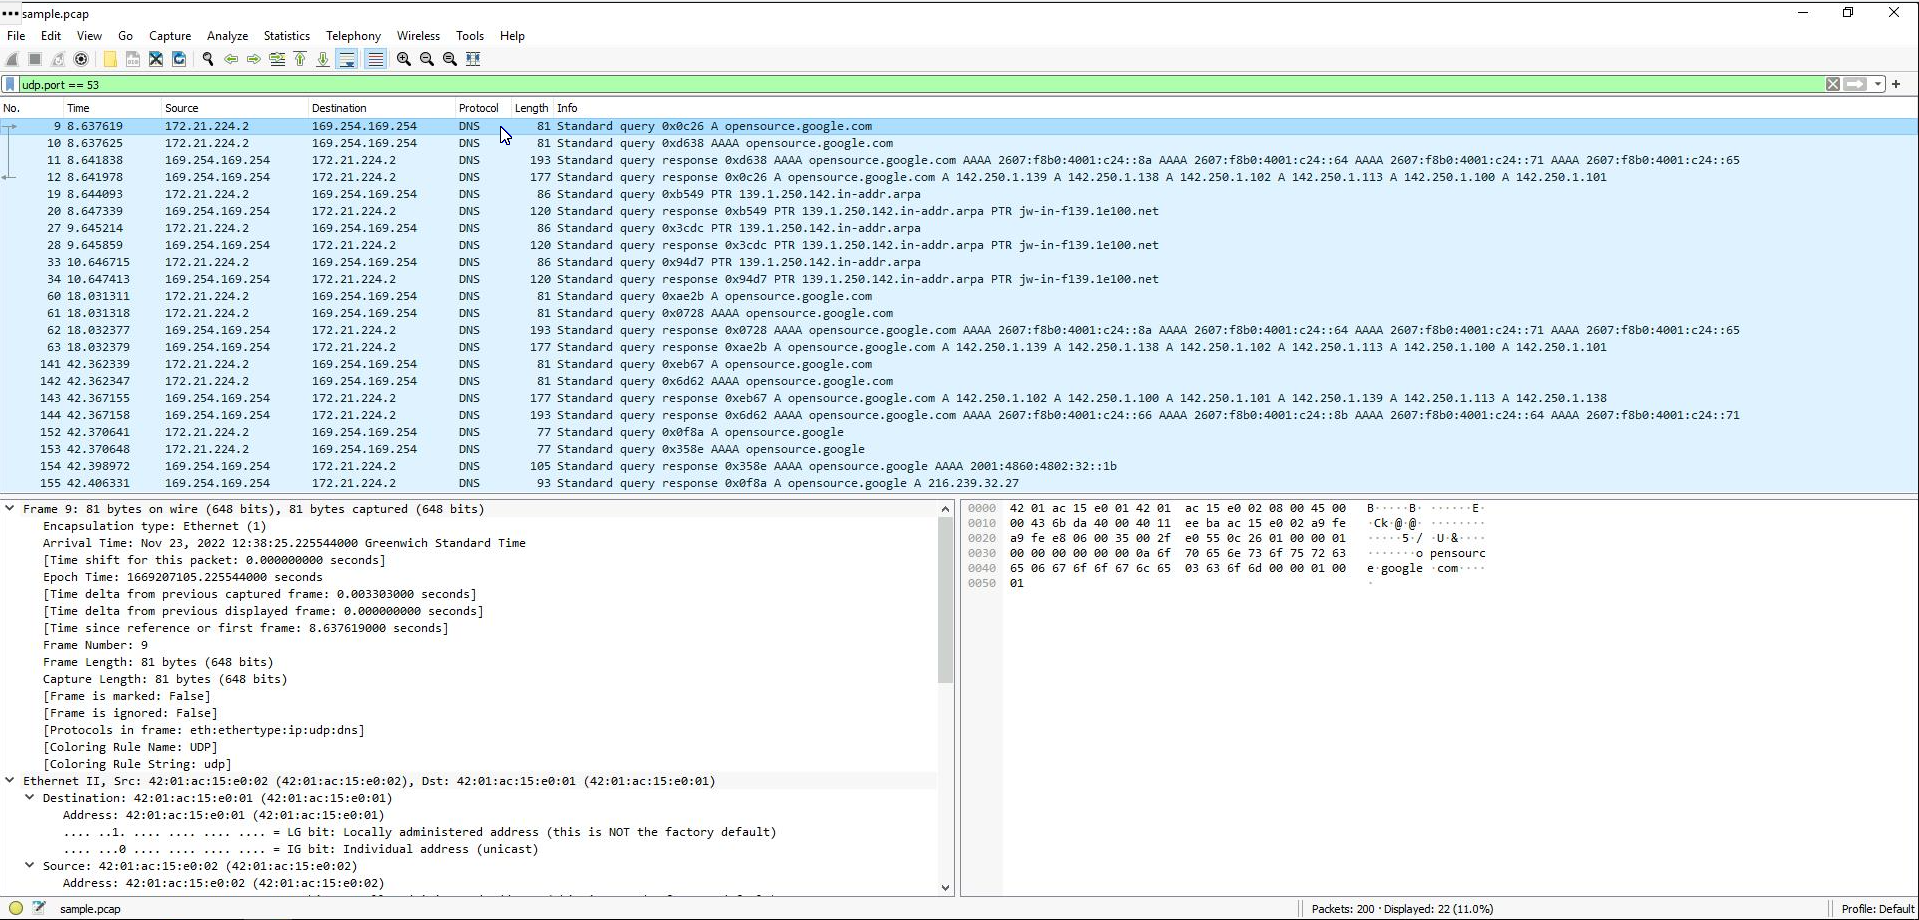 sample.pcap
File Edit View Go Capture Analyze Statistics Telephony Wireless Tools Help
udp.port == 53
No. Time Source Destination Protocol Length Info
9 8.637619 172.21.224.2 169.254.169.254 DNS 81 Standard query 0x0c26 A opensource.google.com
10 8.637625 172.21.224.2 169.254.169.254 DNS 81 Standard query 0xd638 AAAA opensource.google.com
11 8.641838 169.254.169.254 172.21.224.2 DNS 193 Standard query response 0xd638 AAAA opensource.google.com AAAA 2607:f8b0:4001:c24::8a AAAA 2607:f8b0:4001:c24::64 AAAA 2607:f8b0:4001:c24::71 AAAA 2607:f8b0:4001:c24::65
12 8.641978 169.254.169.254 172.21.224.2 DNS 177 Standard query response 0x0c26 A opensource.google.com A 142.250.1.139 A 142.250.1.138 A 142.250.1.102 A 142.250.1.113 A 142.250.1.100 A 142.250.1.101
19 8.644093 172.21.224.2 169.254.169.254 DNS 86 Standard query 0xb549 PTR 139.1.250.142.in-addr.arpa
20 8.647339 169.254.169.254 172.21.224.2 DNS 120 Standard query response 0xb549 PTR 139.1.250.142.in-addr.arpa PTR jw-in-f139.1e100.net
27 9.645214 172.21.224.2 169.254.169.254 DNS 86 Standard query 0x3cdc PTR 139.1.250.142.in-addr.arpa
28 9.645859 169.254.169.254 172.21.224.2 DNS 120 Standard query response 0x3cdc PTR 139.1.250.142.in-addr.arpa PTR jw-in-f139.1e100.net
33 10.646715 172.21.224.2 169.254.169.254 DNS 86 Standard query 0x94d7 PTR 139.1.250.142.in-addr.arpa
34 10.647413 169.254.169.254 172.21.224.2 DNS 120 Standard query response 0x94d7 PTR 139.1.250.142.in-addr.arpa PTR jw-in-f139.1e100.net
60 18.031311 172.21.224.2 169.254.169.254 DNS 81 Standard query 0xae2b A opensource.google.com
61 18.031318 172.21.224.2 169.254.169.254 DNS 81 Standard query 0x0728 AAAA opensource.google.com
62 18.032377 169.254.169.254 172.21.224.2 DNS 193 Standard query response 0x0728 AAAA opensource.google.com AAAA 2607:f8b0:4001:c24::8a AAAA 2607:f8b0:4001:c24::64 AAAA 2607:f8b0:4001:c24::71 AAAA 2607:f8b0:4001:c24::65
63 18.032379 169.254.169.254 172.21.224.2 DNS 177 Standard query response 0xae2b A opensource.google.com A 142.250.1.139 A 142.250.1.138 A 142.250.1.102 A 142.250.1.113 A 142.250.1.100 A 142.250.1.101
141 42.362339 172.21.224.2 169.254.169.254 DNS 81 Standard query 0xeb67 A opensource.google.com
142 42.362347 172.21.224.2 169.254.169.254 DNS 81 Standard query 0x6d62 AAAA opensource.google.com
143 42.367155 169.254.169.254 172.21.224.2 DNS 177 Standard query response 0xeb67 A opensource.google.com A 142.250.1.102 A 142.250.1.100 A 142.250.1.101 A 142.250.1.139 A 142.250.1.113 A 142.250.1.138
144 42.367158 169.254.169.254 172.21.224.2 DNS 193 Standard query response 0x6d62 AAAA opensource.google.com AAAA 2607:f8b0:4001:c24::66 AAAA 2607:f8b0:4001:c24::8b AAAA 2607:f8b0:4001:c24::64 AAAA 2607:f8b0:4001:c24::71
152 42.370641 172.21.224.2 169.254.169.254 DNS 77 Standard query 0x0f8a A opensource.google
153 42.370648 172.21.224.2 169.254.169.254 DNS 77 Standard query 0x358e AAAA opensource.google
154 42.398972 169.254.169.254 172.21.224.2 DNS 105 Standard query response 0x358e AAAA opensource.google AAAA 2001:4860:4802:32::1b
155 42.406331 169.254.169.254 172.21.224.2 DNS 93 Standard query response 0x0f8a A opensource.google A 216.239.32.27
Frame 9: 81 bytes on wire (648 bits), 81 bytes captured (648 bits)
Encapsulation type: Ethernet (1)
Arrival Time: Nov 23, 2022 12:38:25.225544000 Greenwich Standard Time
[Time shift for this packet: 0.000000000 seconds]
Epoch Time: 1669207105.225544000 seconds
[Time delta from previous captured frame: 0.003303000 seconds]
[Time delta from previous displayed frame: 0.000000000 seconds]
[Time since reference or first frame: 8.637619000 seconds]
Frame Number: 9
Frame Length: 81 bytes (648 bits)
Capture Length: 81 bytes (648 bits)
[Frame is marked: False]
[Frame is ignored: False]
[Protocols in frame: eth:ethertype:ip:udp:dns]
[Coloring Rule Name: UDP]
[Coloring Rule String: udp]
Ethernet II, Src: 42:01:ac:15:e0:02 (42:01:ac:15:e0:02), Dst: 42:01:ac:15:e0:01 (42:01:ac:15:e0:01)
Destination: 42:01:ac:15:e0:01 (42:01:ac:15:e0:01)
Address: 42:01:ac:15:e0:01 (42:01:ac:15:e0:01)
.... ..1. .... .... .... .... = LG bit: Locally administered address (this is NOT the factory default)
.... ...0 .... .... .... .... = IG bit: Individual address (unicast)
Source: 42:01:ac:15:e0:02 (42:01:ac:15:e0:02)
Address: 42:01:ac:15:e0:02 (42:01:ac:15:e0:02)
0000 42 01 ac 15 e0 01 42 01 ac 15 e0 02 08 00 45 00 B·····B· ······E·
0010 00 43 6b da 40 00 40 11 ee ba ac 15 e0 02 a9 fe ·Ck·@·@· ········
0020 a9 fe e8 06 00 35 00 2f e0 55 0c 26 01 00 00 01 ·····5·/ ·U·&····
0030 00 00 00 00 00 00 0a 6f 70 65 6e 73 6f 75 72 63 ·······o pensourc
0040 65 06 67 6f 6f 67 6c 65 03 63 6f 6d 00 00 01 00 e·google ·com····
0050 01 ·
sample.pcap
Packets: 200 · Displayed: 22 (11.0%)
Profile: Default